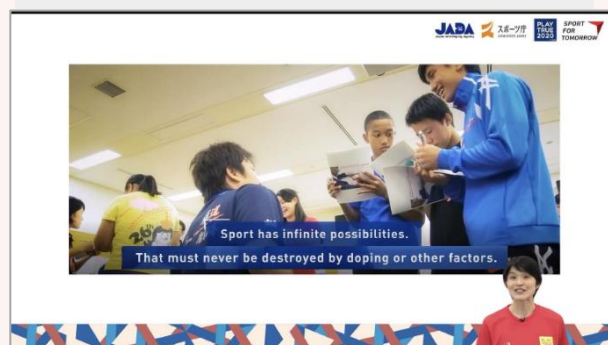 JADA
スポーツ庁
PLAY
TRUE
2020
SPORT
FOR
TOMORROW
Sport has infinite possibilities.
That must never be destroyed by doping or other factors.